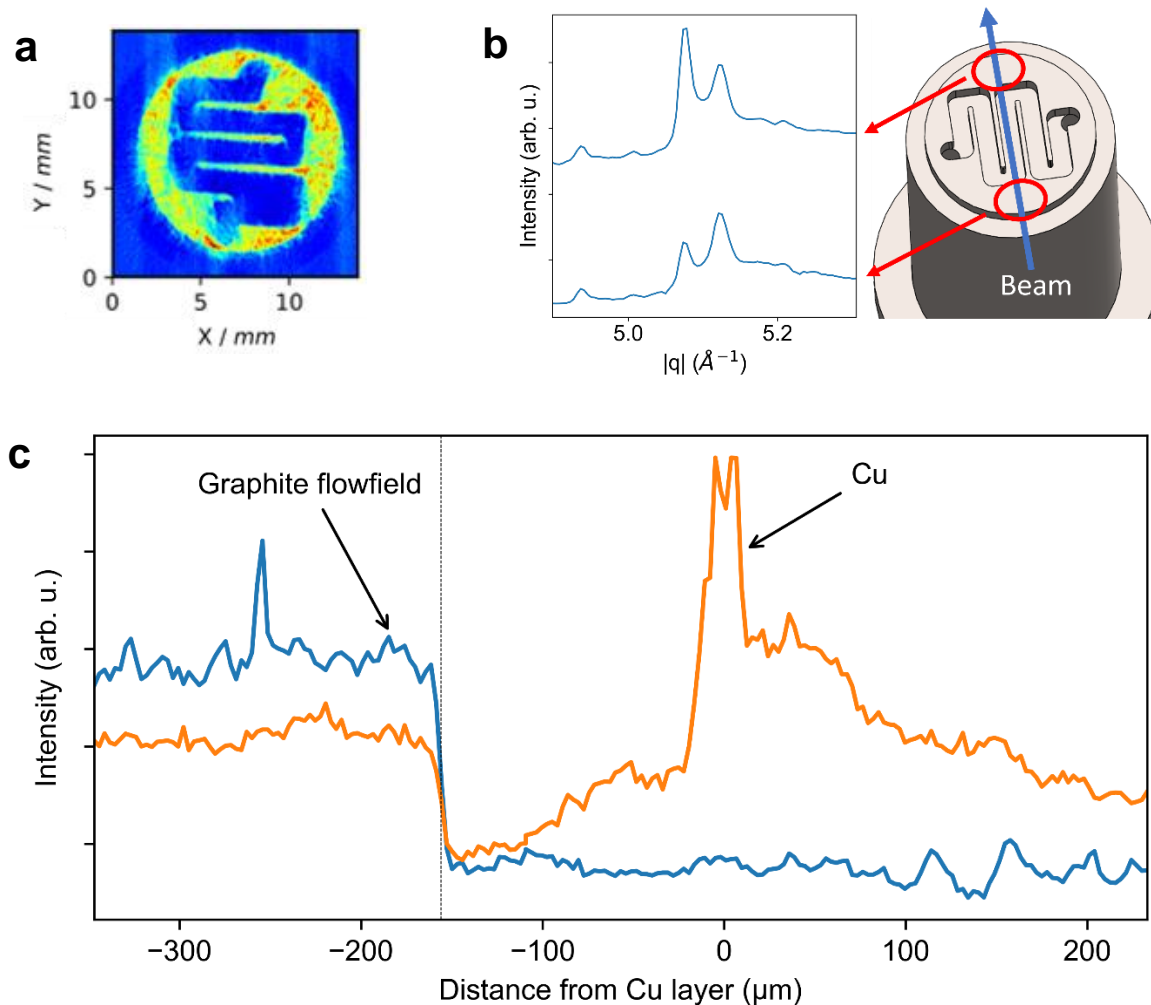 a
Y / mm
10
5
0
0
5
10
X / mm
b
Intensity (arb. u.)
5.0
5.2
|q| (Å⁻¹)
Beam
c
Graphite flowfield
Cu
Intensity (arb. u.)
−300
−200
−100
0
100
200
Distance from Cu layer (μm)